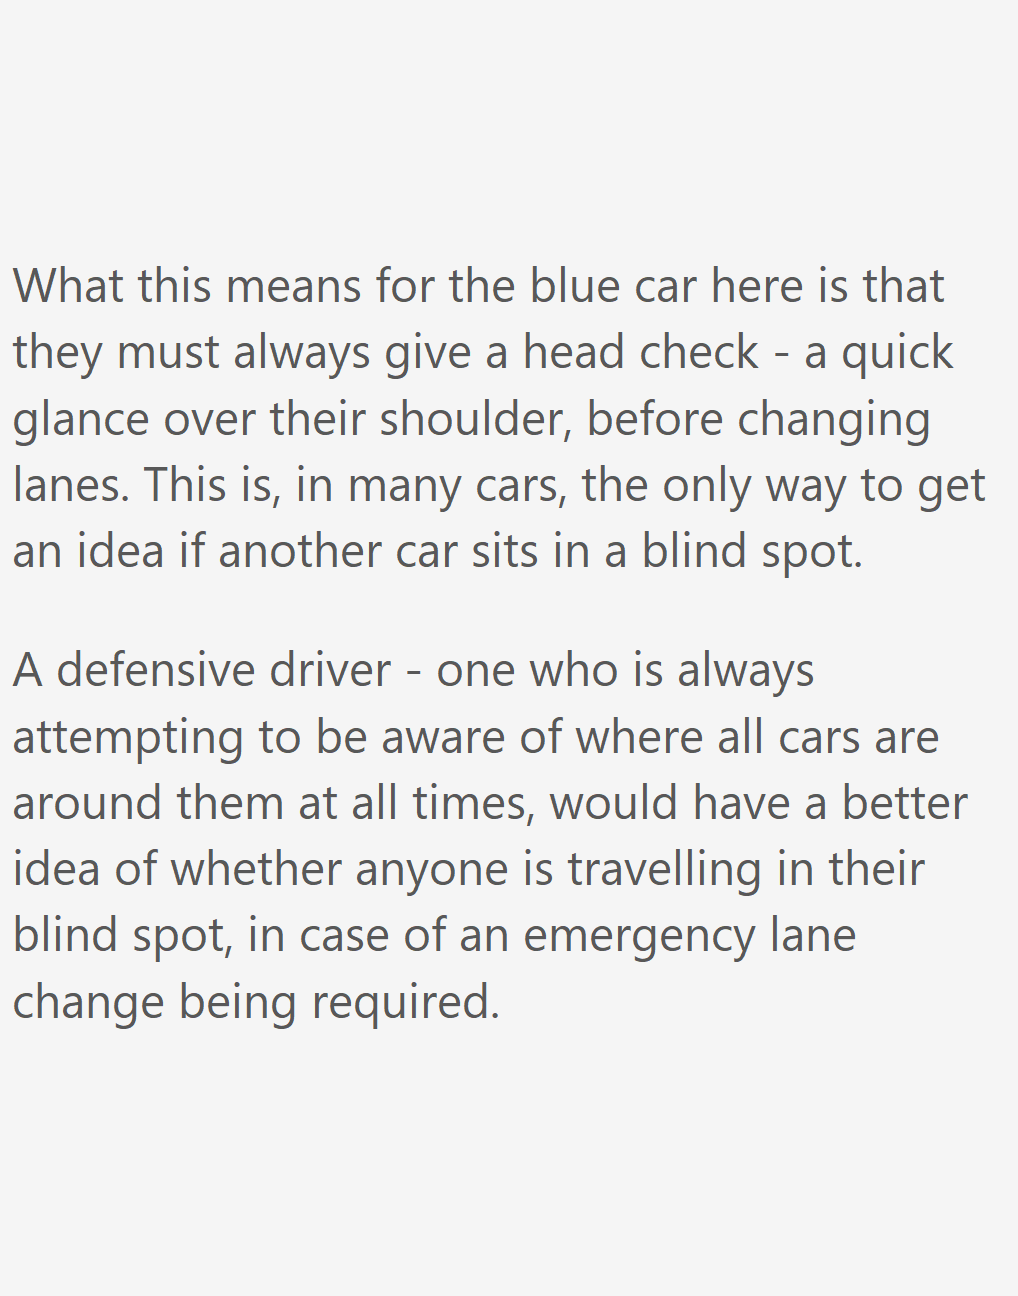 What this means for the blue car here is that
they must always give a head check - a quick
glance over their shoulder, before changing
lanes. This is, in many cars, the only way to get
an idea if another car sits in a blind spot.
A defensive driver - one who is always
attempting to be aware of where all cars are
around them at all times, would have a better
idea of whether anyone is travelling in their
blind spot, in case of an emergency lane
change being required.